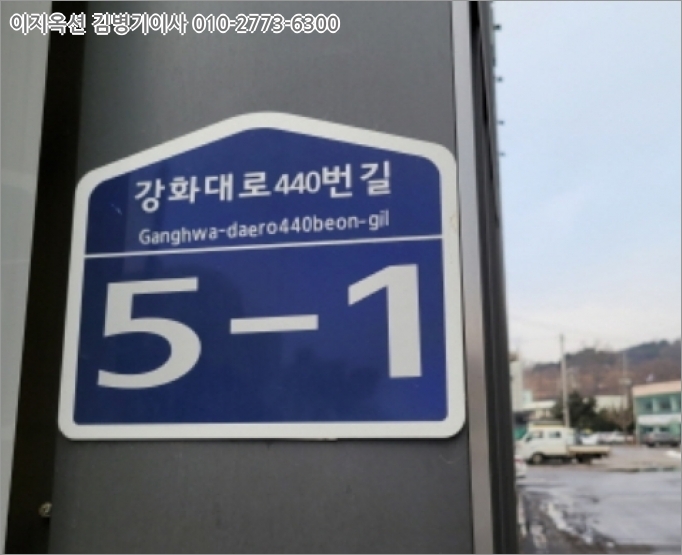 이지옥션 김병기이사 010-2773-6300
강화대로440번길
Ganghwa-daero440beon-gil
5-1